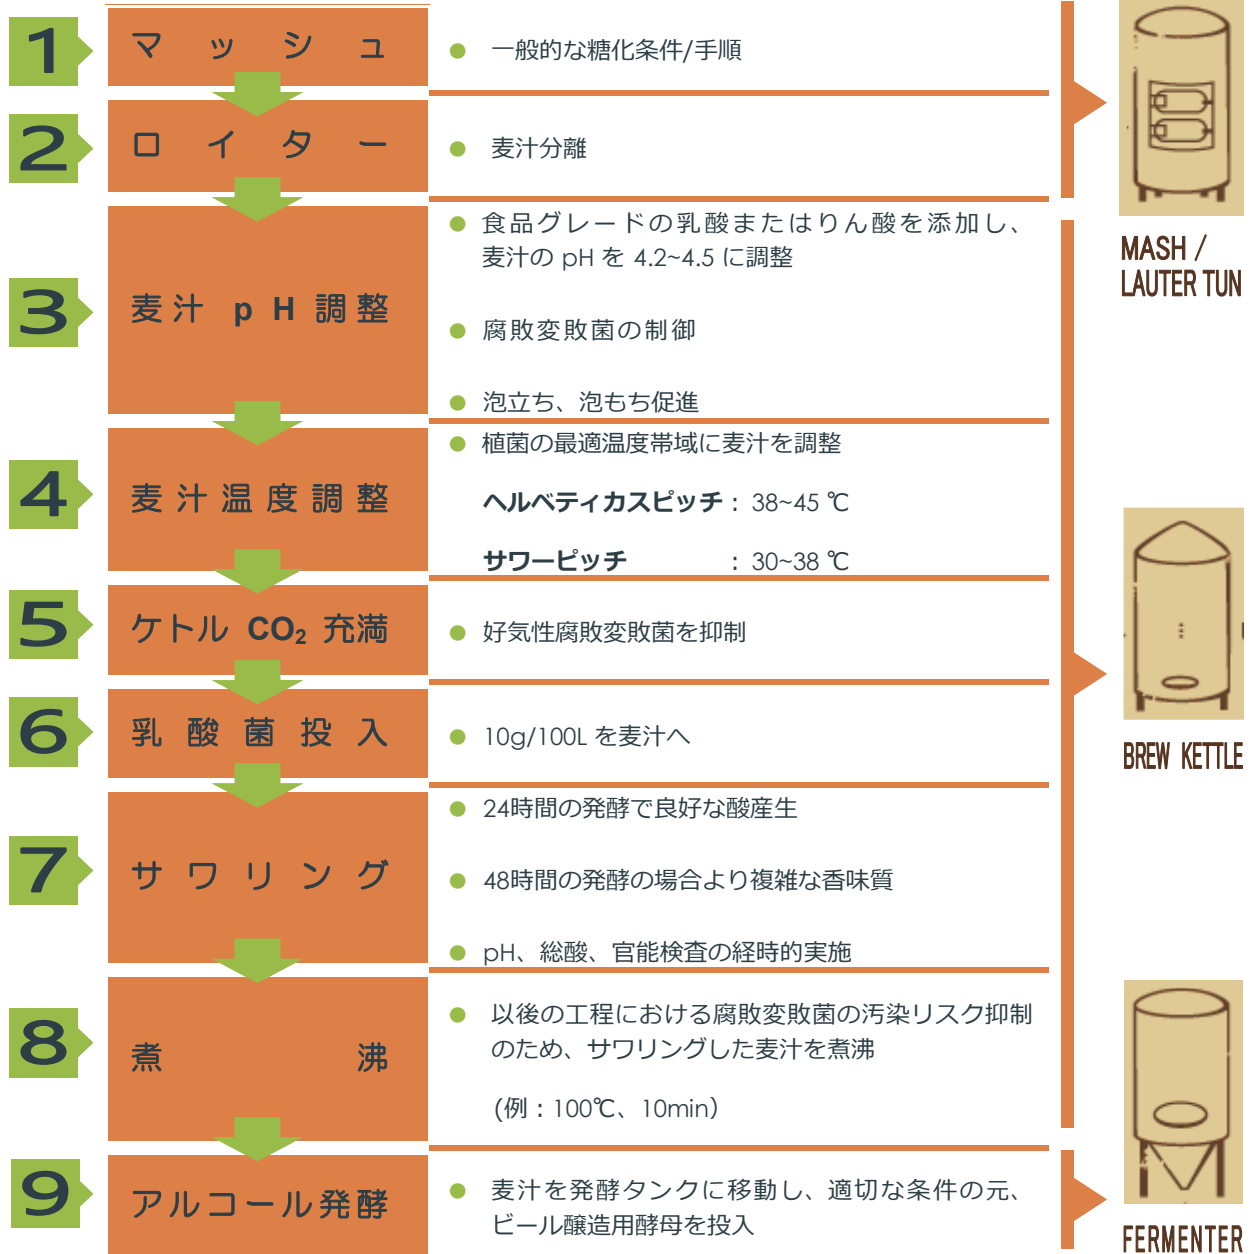 1
マッシュ
● 一般的な糖化条件/手順
2
ロイター
● 麦汁分離
MASH /
LAUTER TUN
3
麦汁 pH 調整
● 食品グレードの乳酸またはりん酸を添加し、
麦汁の pH を 4.2~4.5 に調整
● 腐敗変敗菌の制御
● 泡立ち、泡もち促進
4
麦汁温度調整
● 植菌の最適温度帯域に麦汁を調整
ヘルベティカスピッチ : 38~45 ℃
サワーピッチ : 30~38 ℃
5
ケトル CO₂ 充満
● 好気性腐敗変敗菌を抑制
6
乳酸菌投入
● 10g/100L を麦汁へ
BREW KETTLE
7
サワリング
● 24時間の発酵で良好な酸産生
● 48時間の発酵の場合より複雑な香味質
● pH、総酸、官能検査の経時的実施
8
煮沸
● 以後の工程における腐敗変敗菌の汚染リスク抑制
のため、サワリングした麦汁を煮沸
(例：100℃、10min）
9
アルコール発酵
● 麦汁を発酵タンクに移動し、適切な条件の元、
ビール醸造用酵母を投入
FERMENTER